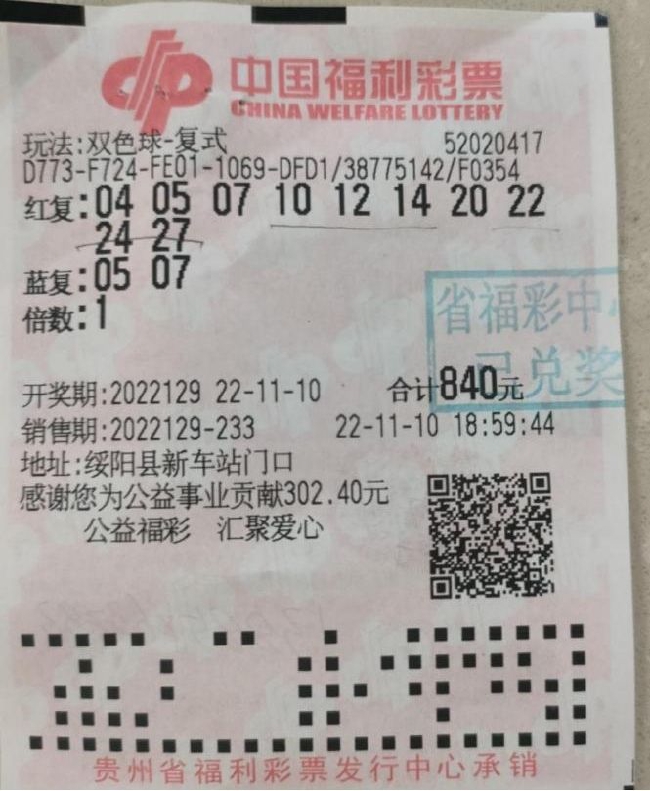 中国福利彩票
CHINA WELFARE LOTTERY
玩法:双色球-复式 52020417
D773-F724-FE01-1069-DFD1/38775142/F0354
红复:04 05 07 10 12 14 20 22
24 27
蓝复:05 07
倍数:1
省福彩中心
已兑奖
开奖期:2022129 22-11-10 合计840元
销售期:2022129-233 22-11-10 18:59:44
地址:绥阳县新车站门口
感谢您为公益事业贡献302.40元
公益福彩 汇聚爱心
贵州省福利彩票发行中心承销